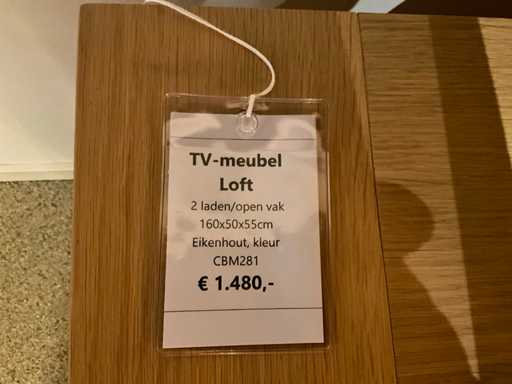 TV-meubel
Loft
2 laden/open vak
160x50x55cm
Eikenhout, kleur
CBM281
€ 1.480,-